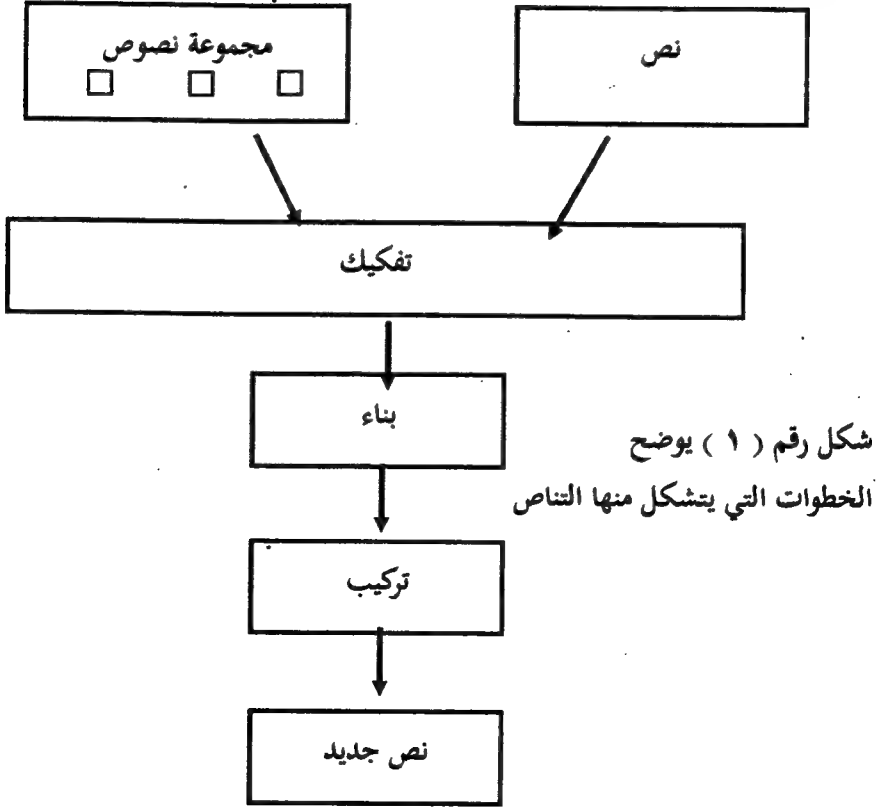 نص
مجموعة نصوص
تفكيك
بناء
شكل رقم ( ١ ) يوضح
الخطوات التي يتشكل منها التناص
تركيب
نص جديد